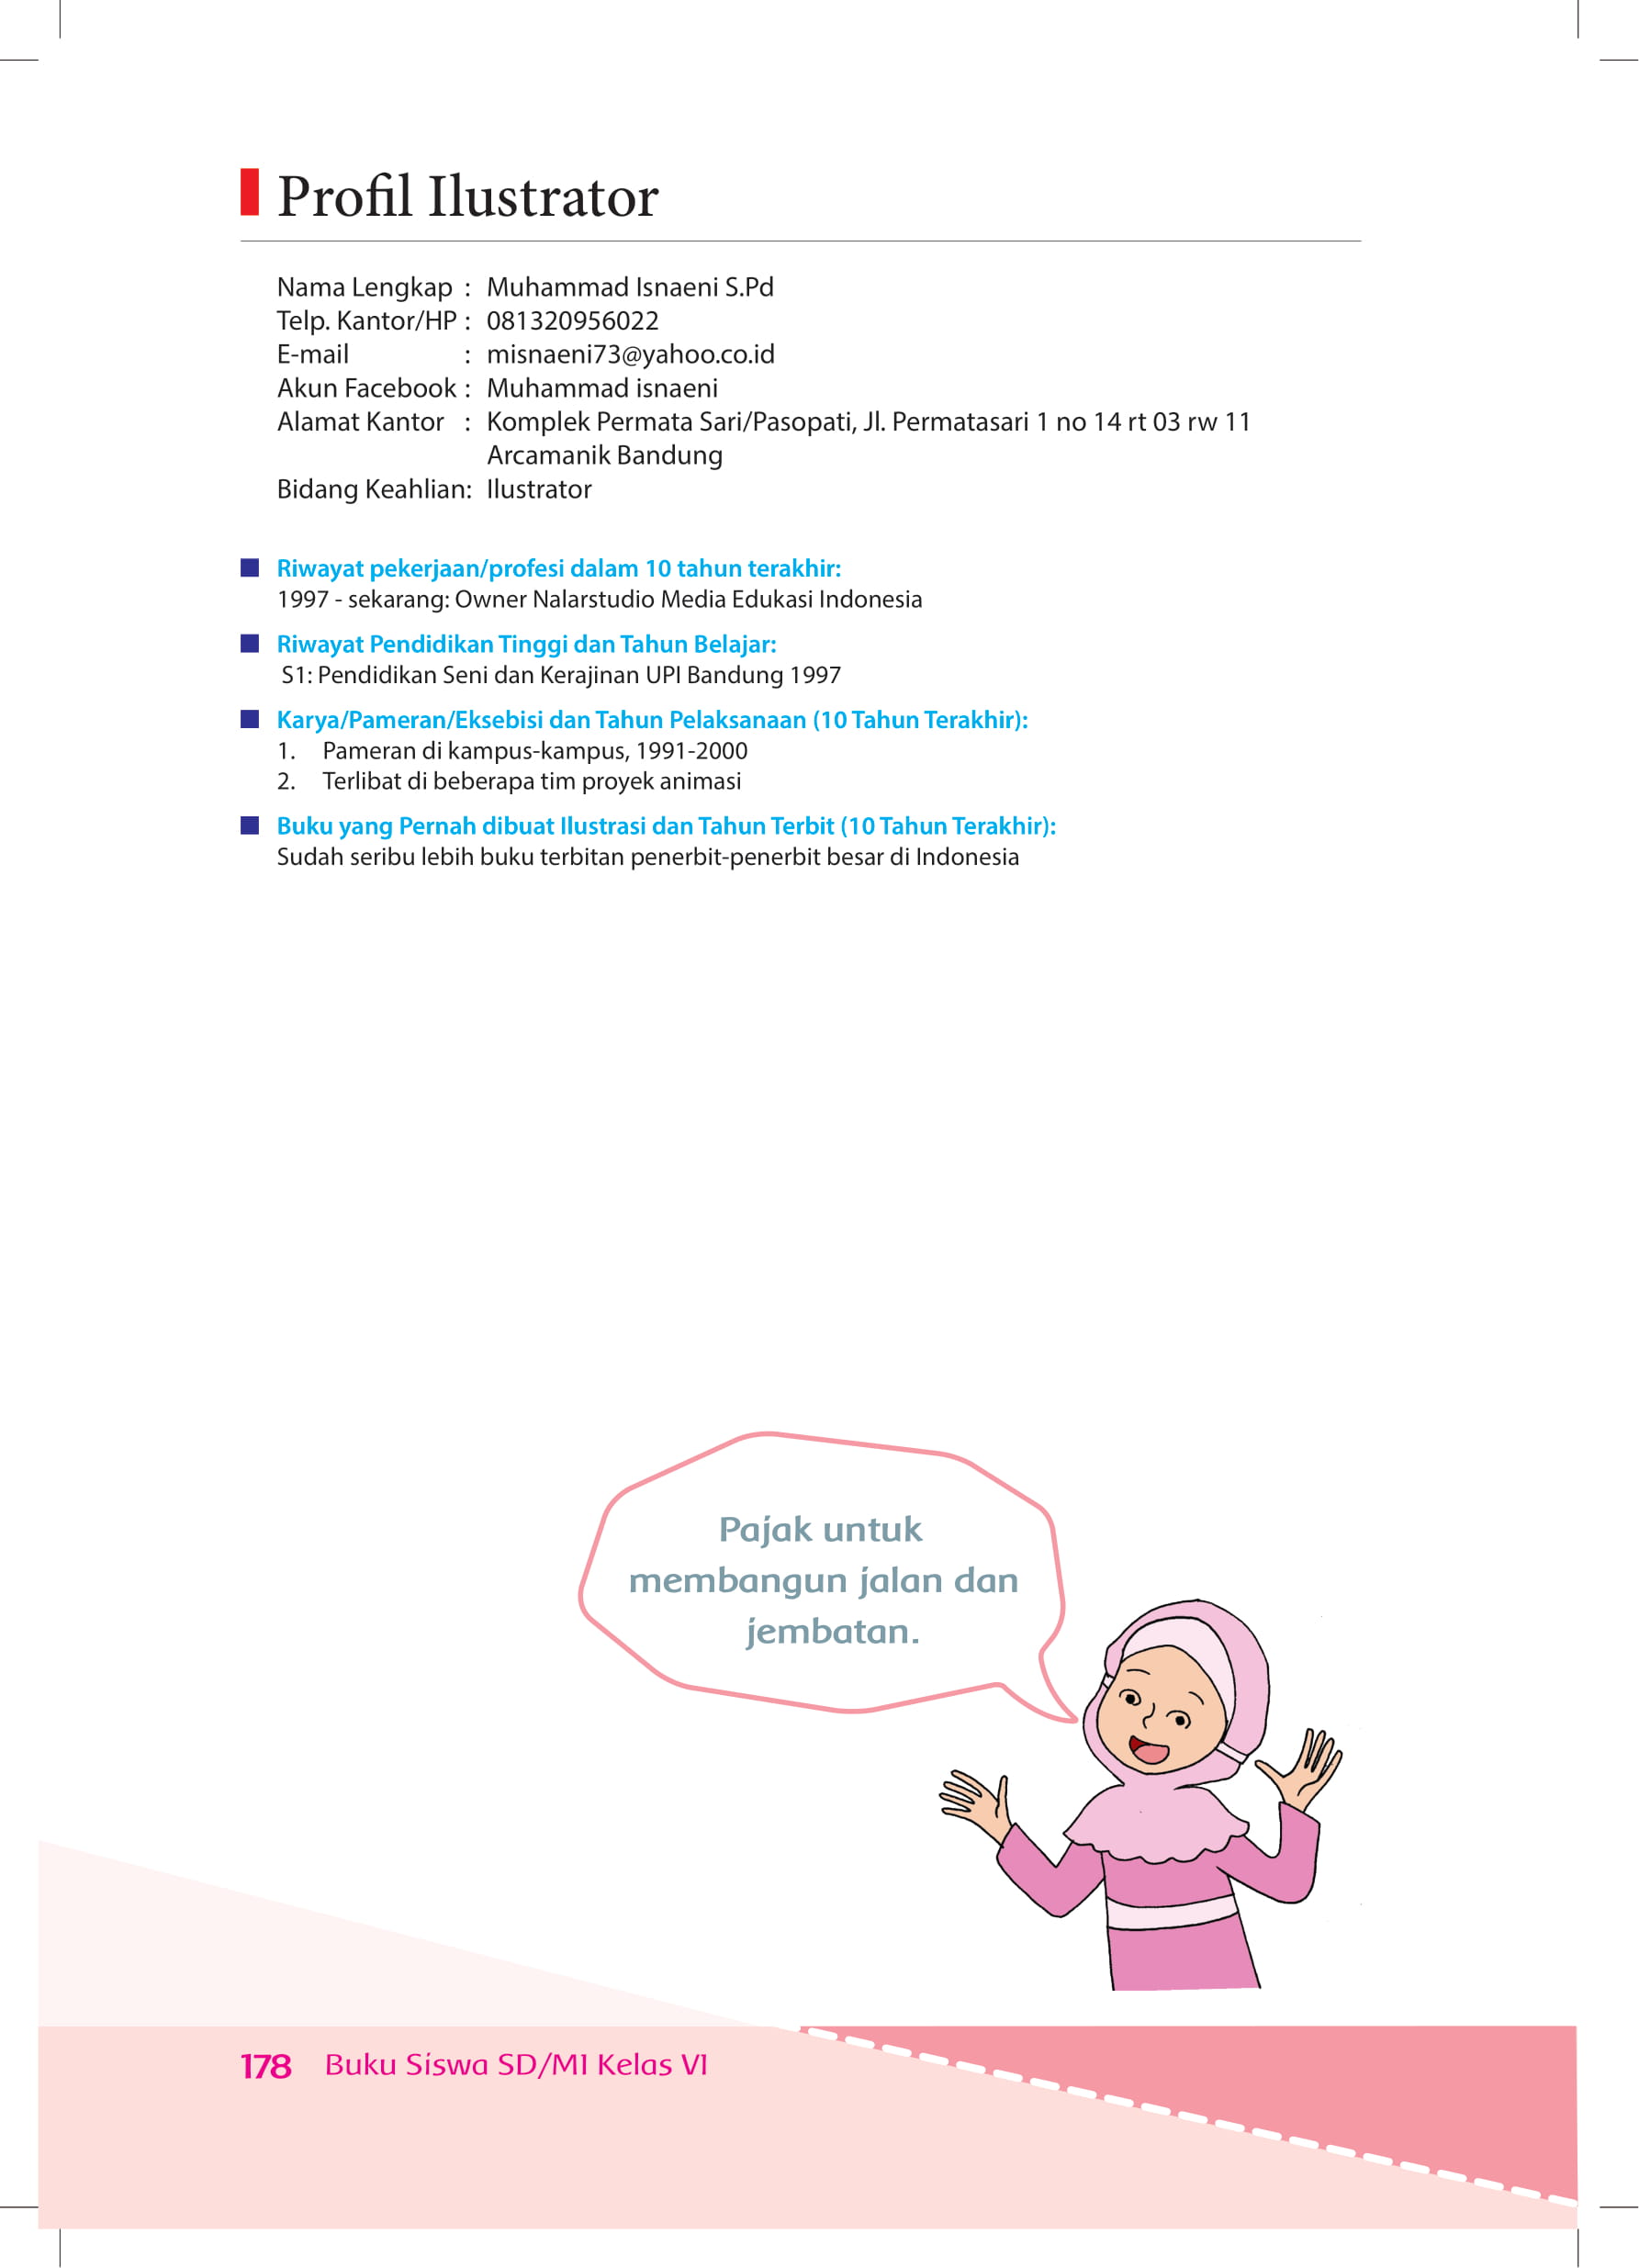 Profil Ilustrator
Nama Lengkap : Muhammad Isnaeni S.Pd
Telp. Kantor/HP : 081320956022
E-mail : misnaeni73@yahoo.co.id
Akun Facebook : Muhammad isnaeni
Alamat Kantor : Komplek Permata Sari/Pasopati, Jl. Permatasari 1 no 14 rt 03 rw 11
Arcamanik Bandung
Bidang Keahlian: Ilustrator
Riwayat pekerjaan/profesi dalam 10 tahun terakhir:
1997 - sekarang: Owner Nalarstudio Media Edukasi Indonesia
Riwayat Pendidikan Tinggi dan Tahun Belajar:
S1: Pendidikan Seni dan Kerajinan UPI Bandung 1997
Karya/Pameran/Eksebisi dan Tahun Pelaksanaan (10 Tahun Terakhir):
1. Pameran di kampus-kampus, 1991-2000
2. Terlibat di beberapa tim proyek animasi
Buku yang Pernah dibuat Ilustrasi dan Tahun Terbit (10 Tahun Terakhir):
Sudah seribu lebih buku terbitan penerbit-penerbit besar di Indonesia
Pajak untuk
membangun jalan dan
jembatan.
178 Buku Siswa SD/MI Kelas VI